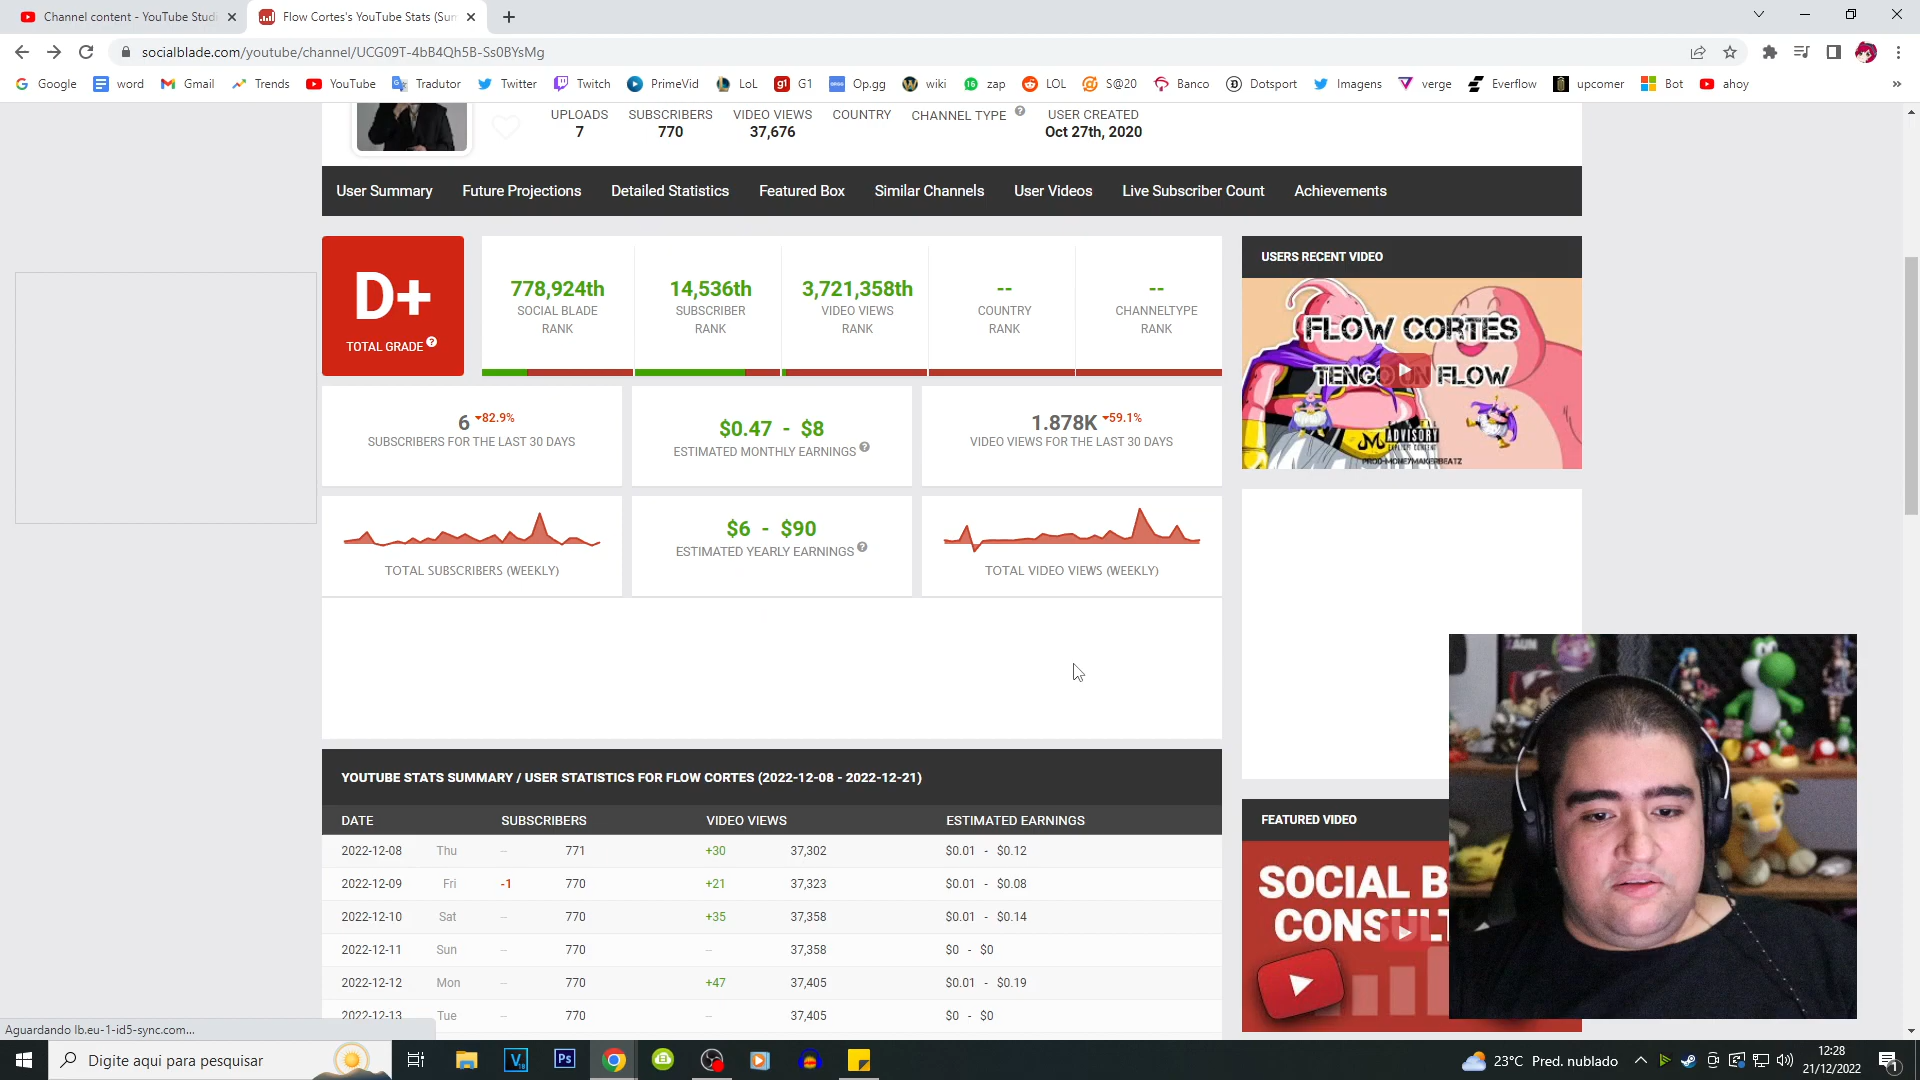 Channel content - YouTube Studi
Flow Cortes's YouTube Stats (Sum
socialblade.com/youtube/channel/UCG09T-4bB4Qh5B-Ss0BYsMg
Google word Gmail Trends YouTube Tradutor Twitter Twitch PrimeVid LoL G1 Op.gg wiki zap LOL S@20 Banco Dotsport Imagens verge Everflow upcomer Bot ahoy »
UPLOADS SUBSCRIBERS VIDEO VIEWS COUNTRY CHANNEL TYPE USER CREATED
7 770 37,676 Oct 27th, 2020
User Summary Future Projections Detailed Statistics Featured Box Similar Channels User Videos Live Subscriber Count Achievements
D+
TOTAL GRADE
778,924th 14,536th 3,721,358th -- --
SOCIAL BLADE SUBSCRIBER VIDEO VIEWS COUNTRY CHANNELTYPE
RANK RANK RANK RANK RANK
USERS RECENT VIDEO
FLOW CORTES
TENGO UN FLOW
ADVISORY
PROD-MONEYMAKERBEATZ
6 82.9%
SUBSCRIBERS FOR THE LAST 30 DAYS
$0.47 - $8
ESTIMATED MONTHLY EARNINGS
1.878K 59.1%
VIDEO VIEWS FOR THE LAST 30 DAYS
TOTAL SUBSCRIBERS (WEEKLY)
$6 - $90
ESTIMATED YEARLY EARNINGS
TOTAL VIDEO VIEWS (WEEKLY)
YOUTUBE STATS SUMMARY / USER STATISTICS FOR FLOW CORTES (2022-12-08 - 2022-12-21)
DATE SUBSCRIBERS VIDEO VIEWS ESTIMATED EARNINGS
2022-12-08 Thu -- 771 +30 37,302 $0.01 - $0.12
2022-12-09 Fri -1 770 +21 37,323 $0.01 - $0.08
2022-12-10 Sat -- 770 +35 37,358 $0.01 - $0.14
2022-12-11 Sun -- 770 -- 37,358 $0 - $0
2022-12-12 Mon -- 770 +47 37,405 $0.01 - $0.19
2022-12-13 Tue -- 770 -- 37,405 $0 - $0
FEATURED VIDEO
SOCIAL B
CONSULT
Aguardando lb.eu-1-id5-sync.com...
Digite aqui para pesquisar
23°C Pred. nublado
12:28
21/12/2022
1